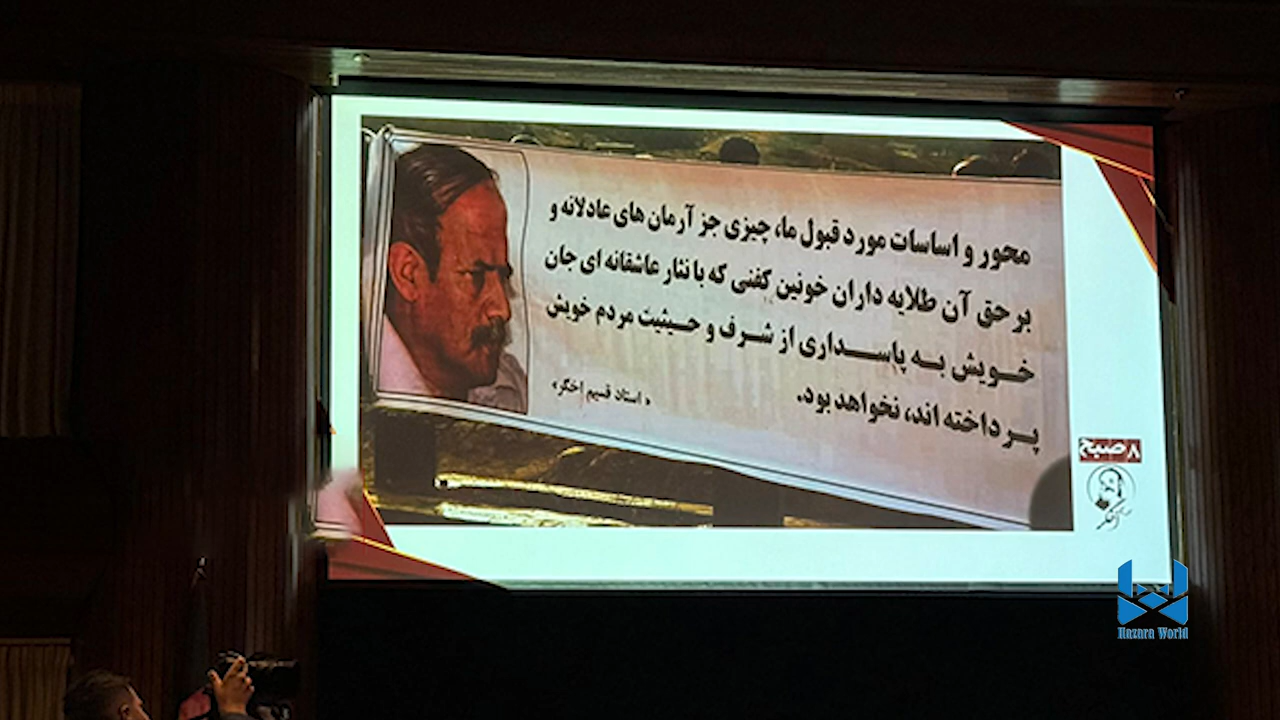 محور و اساسات مورد قبول ما، چیزی جز آرمان های عادلانه و
بر حق آن طلایه داران خونین کفنی که با نثار عاشقانه ای جان
خویش به پاسداری از شرف و حیثیت مردم خویش
پرداخته اند، نخواهد بود.
« استاد قسیم اخگر »
۸صبح
Hazara World